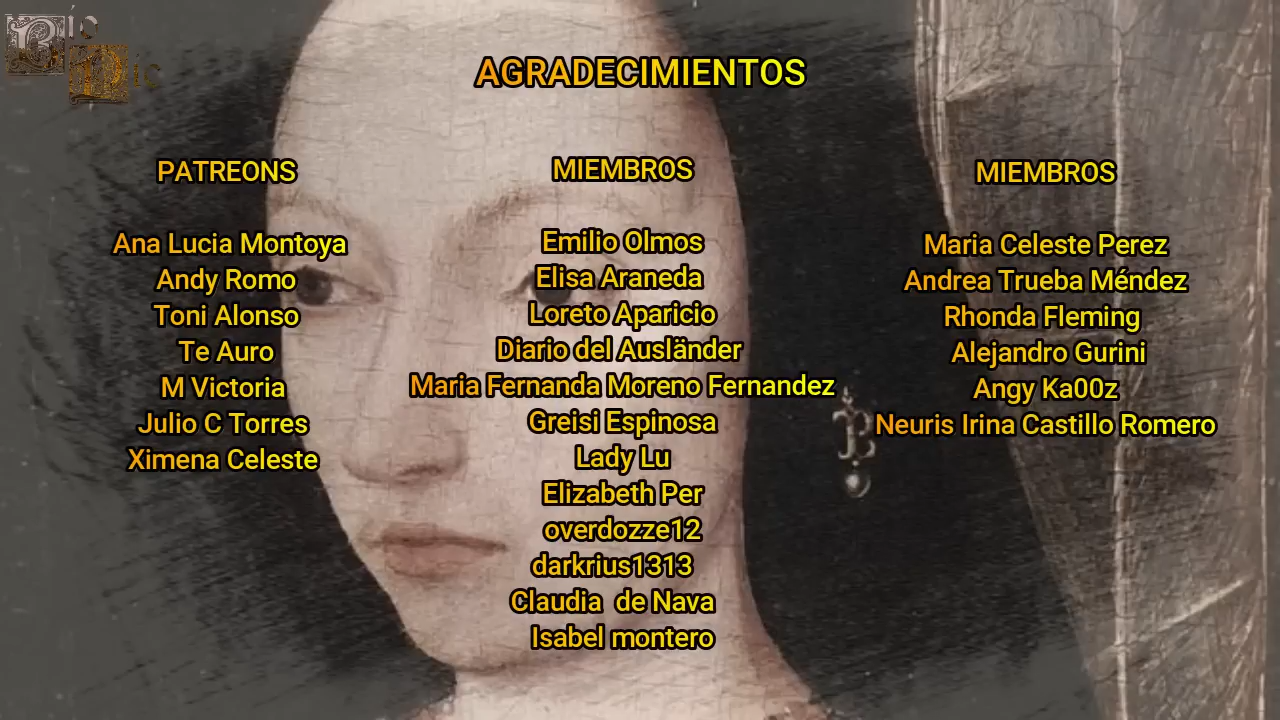 Bio
Dic
AGRADECIMIENTOS
PATREONS
Ana Lucia Montoya
Andy Romo
Toni Alonso
Te Auro
M Victoria
Julio C Torres
Ximena Celeste
MIEMBROS
Emilio Olmos
Elisa Araneda
Loreto Aparicio
Diario del Ausländer
Maria Fernanda Moreno Fernandez
Greisi Espinosa
Lady Lu
Elizabeth Per
overdozze12
darkrius1313
Claudia de Nava
Isabel montero
MIEMBROS
Maria Celeste Perez
Andrea Trueba Méndez
Rhonda Fleming
Alejandro Gurini
Angy Ka00z
Neuris Irina Castillo Romero
B